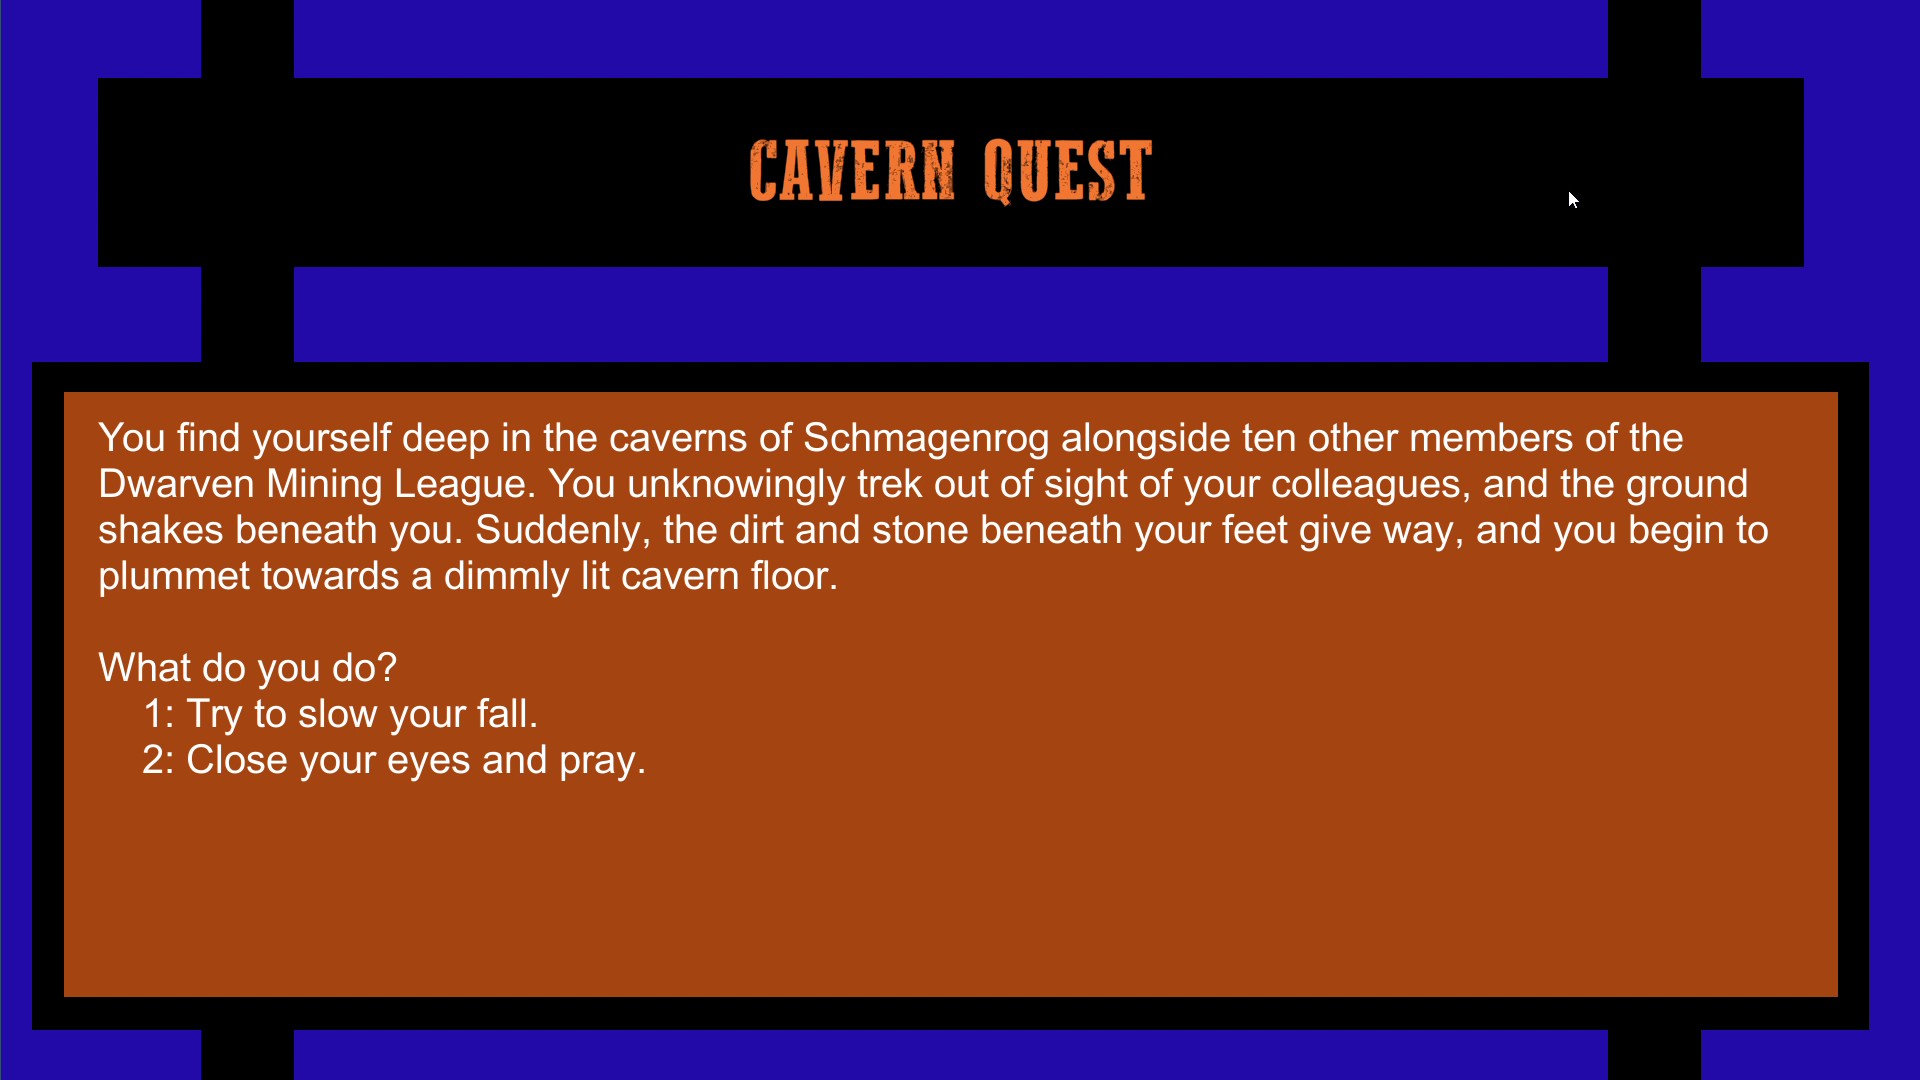 CAVERN QUEST
You find yourself deep in the caverns of Schmagenrog alongside ten other members of the
Dwarven Mining League. You unknowingly trek out of sight of your colleagues, and the ground
shakes beneath you. Suddenly, the dirt and stone beneath your feet give way, and you begin to
plummet towards a dimmly lit cavern floor.
What do you do?
1: Try to slow your fall.
2: Close your eyes and pray.